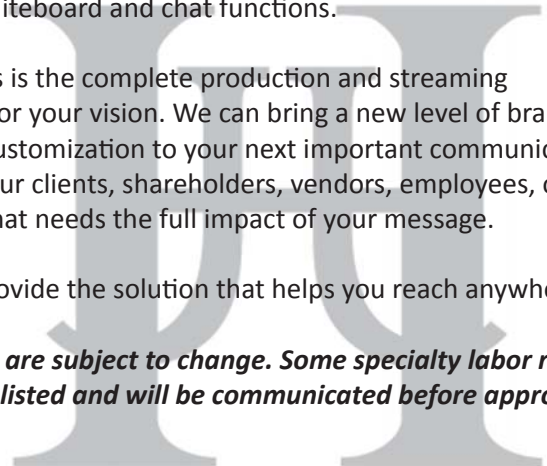 iteboard and chat functions.
s is the complete production and streaming
or your vision. We can bring a new level of bra
ustomization to your next important communic
ur clients, shareholders, vendors, employees, o
hat needs the full impact of your message.
ovide the solution that helps you reach anywhe
are subject to change. Some specialty labor r
listed and will be communicated before appro